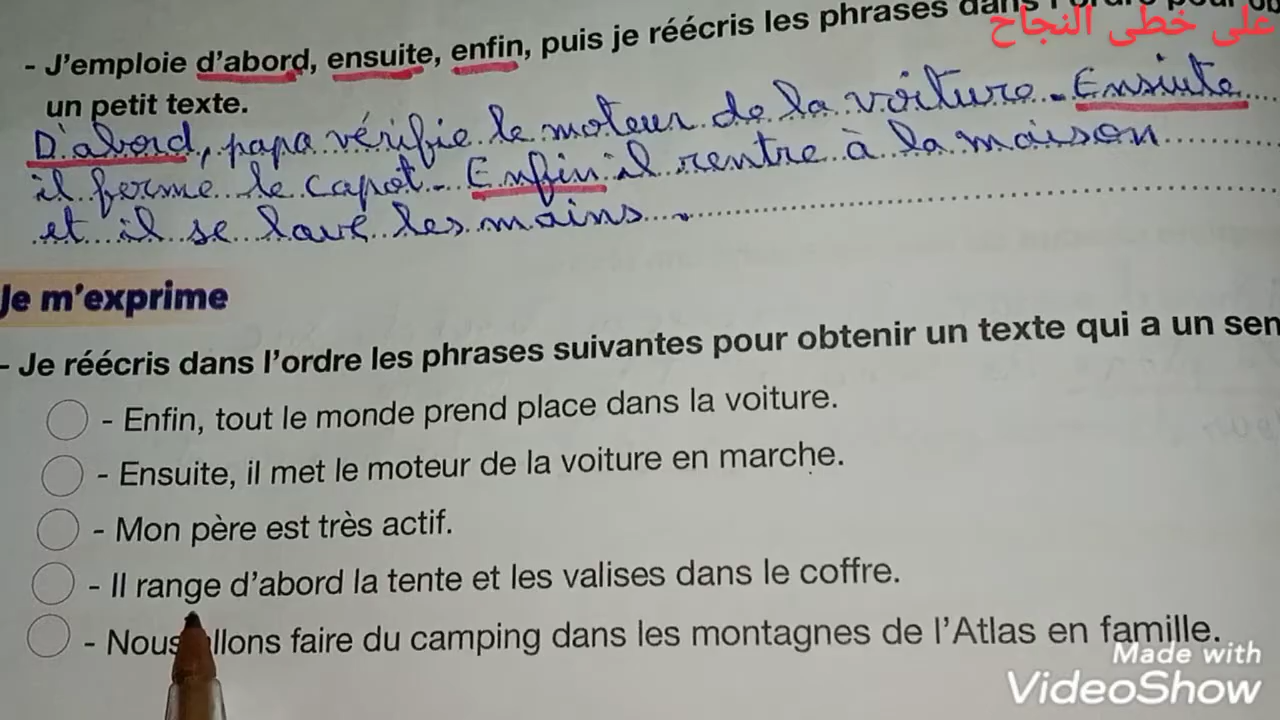 على خطى النجاح
- J'emploie d'abord, ensuite, enfin, puis je réécris les phrases dans l'ordre pour
un petit texte.
D'abord, papa vérifie le moteur de la voiture. Ensiute
il ferme le capot. Enfin il rentre à la maison
et il se lave les mains.
Je m'exprime
- Je réécris dans l'ordre les phrases suivantes pour obtenir un texte qui a un sen
- Enfin, tout le monde prend place dans la voiture.
- Ensuite, il met le moteur de la voiture en marche.
- Mon père est très actif.
- Il range d'abord la tente et les valises dans le coffre.
- Nous allons faire du camping dans les montagnes de l'Atlas en famille.
Made with
VideoShow